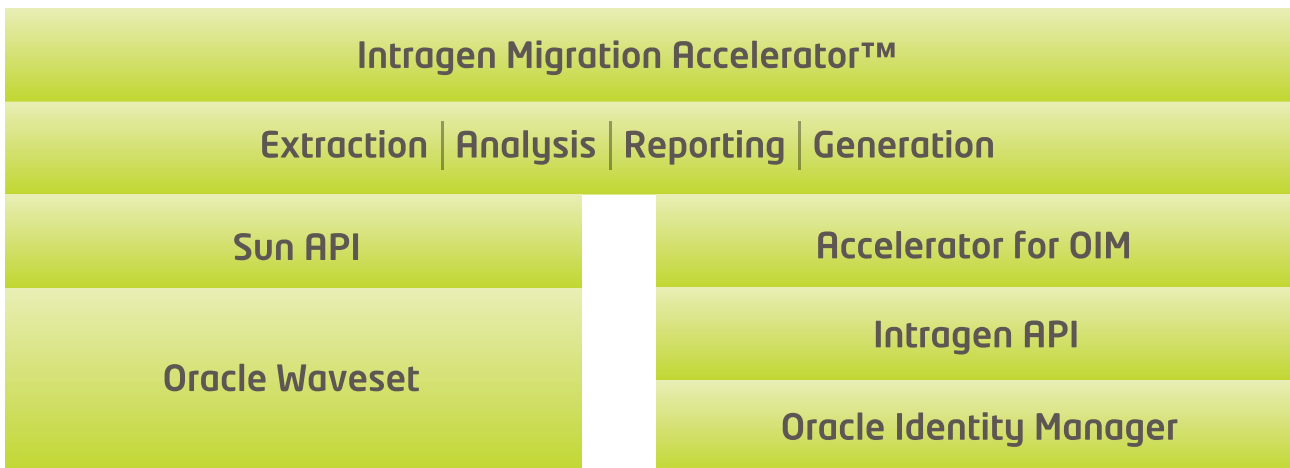 Intragen Migration Accelerator™
Extraction | Analysis | Reporting | Generation
Sun API
Accelerator for OIM
Intragen API
Oracle Waveset
Oracle Identity Manager